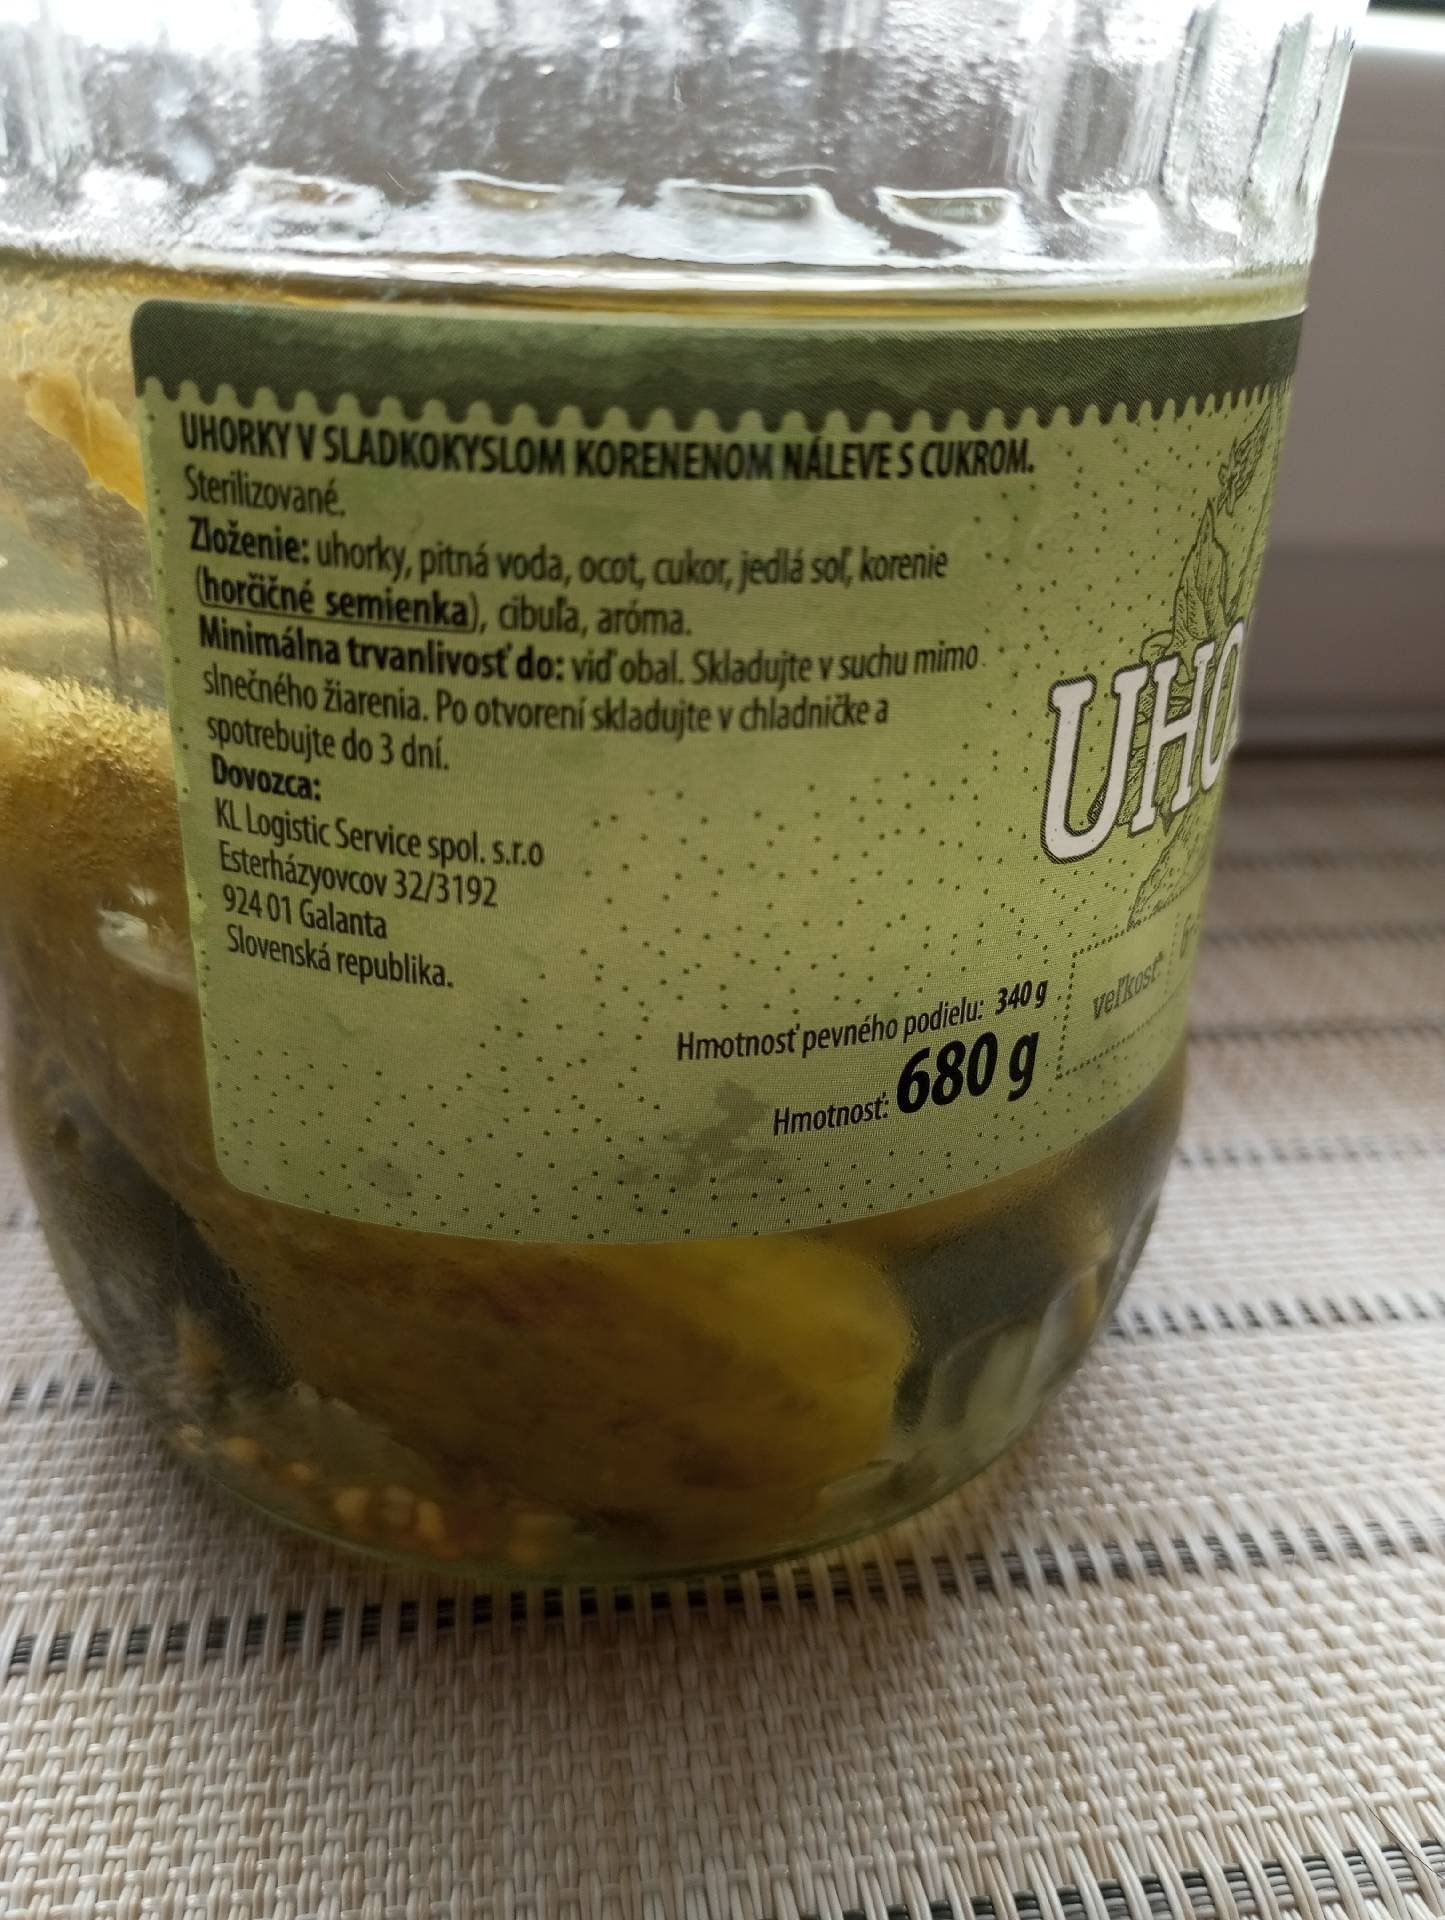 UHORKY V SLADKOKYSLOM KORENENOM NÁLEVE S CUKROM.
Sterilizované.
Zloženie: uhorky, pitná voda, ocot, cukor, jedlá soľ, korenie
(horčičné semienka), cibuľa, aróma.
Minimálna trvanlivosť do: viď obal. Skladujte v suchu mimo
slnečného žiarenia. Po otvorení skladujte v chladničke a
spotrebujte do 3 dní.
Dovozca:
KL Logistic Service spol. s.r.o
Esterházyovcov 32/3192
924 01 Galanta
Slovenská republika.
Hmotnosť pevného podielu: 340 g
Hmotnosť: 680 g
UHO
veľkosť